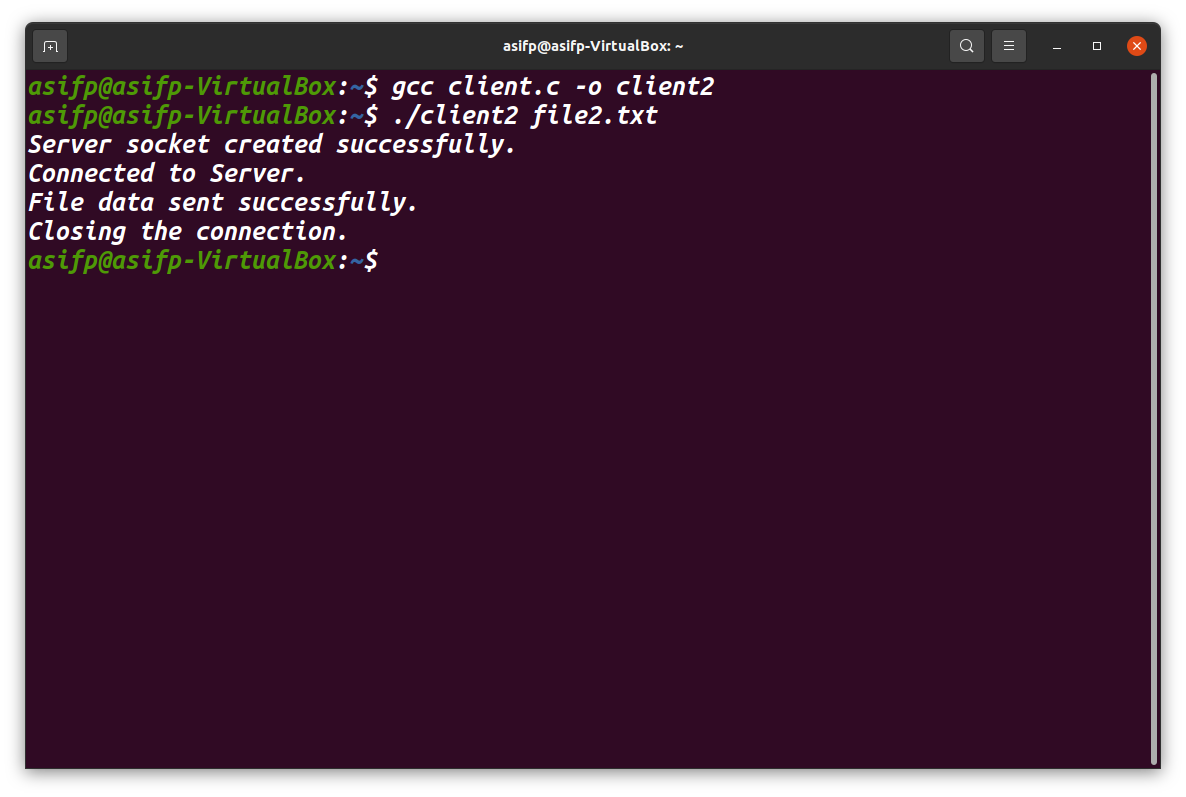 asifp@asifp-VirtualBox: ~
asifp@asifp-VirtualBox:~$ gcc client.c -o client2
asifp@asifp-VirtualBox:~$ ./client2 file2.txt
Server socket created successfully.
Connected to Server.
File data sent successfully.
Closing the connection.
asifp@asifp-VirtualBox:~$